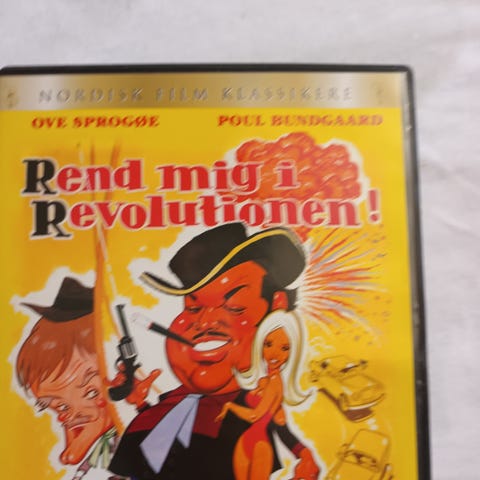 NORDISK FILM KLASSIKERE
OVE SPROGØE POUL BUNDGAARD
Rend mig i
Revolutionen!